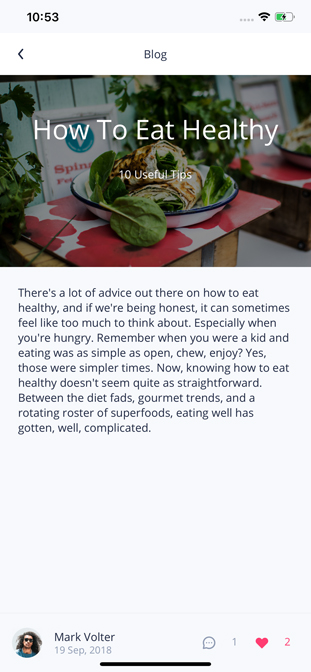 10:53
Blog
How To Eat Healthy
10 Useful Tips
There's a lot of advice out there on how to eat
healthy, and if we're being honest, it can sometimes
feel like too much to think about. Especially when
you're hungry. Remember when you were a kid and
eating was as simple as open, chew, enjoy? Yes,
those were simpler times. Now, knowing how to eat
healthy doesn't seem quite as straightforward.
Between the diet fads, gourmet trends, and a
rotating roster of superfoods, eating well has
gotten, well, complicated.
Mark Volter
19 Sep, 2018
1
2